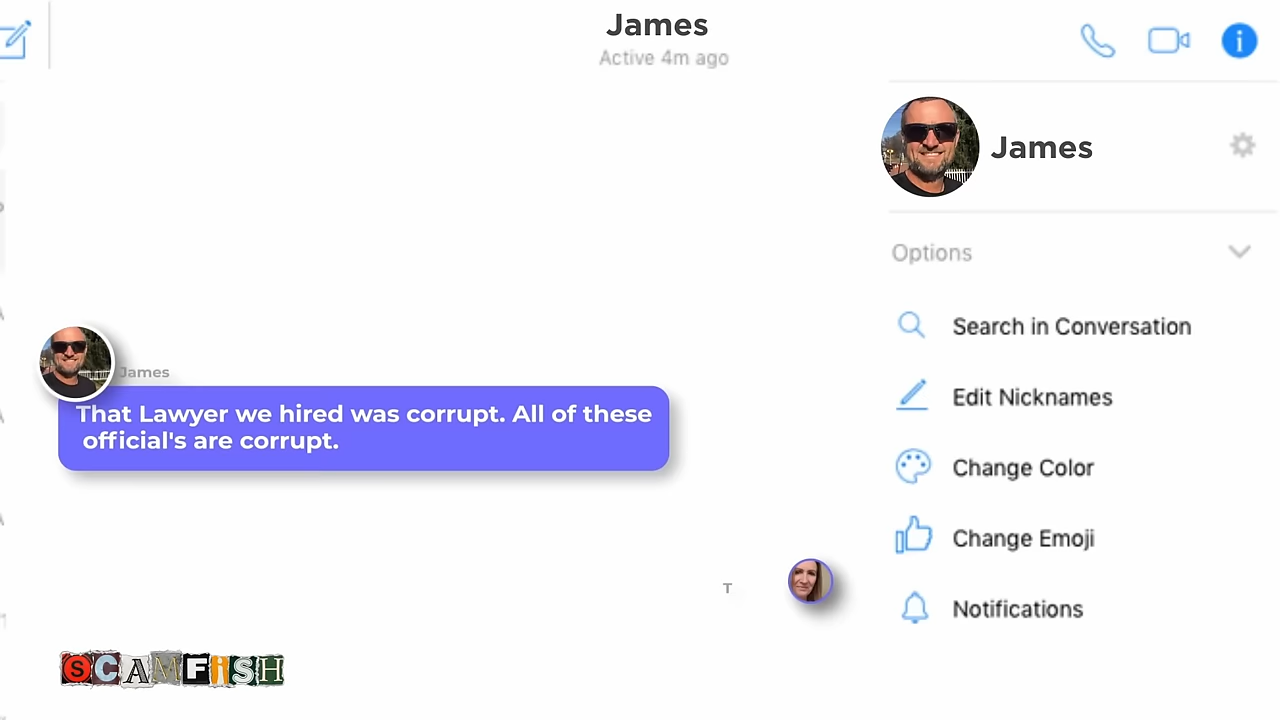 James
Active 4m ago
James
Options
Search in Conversation
Edit Nicknames
Change Color
Change Emoji
Notifications
James
That Lawyer we hired was corrupt. All of these
official's are corrupt.
T
SCAMFISH